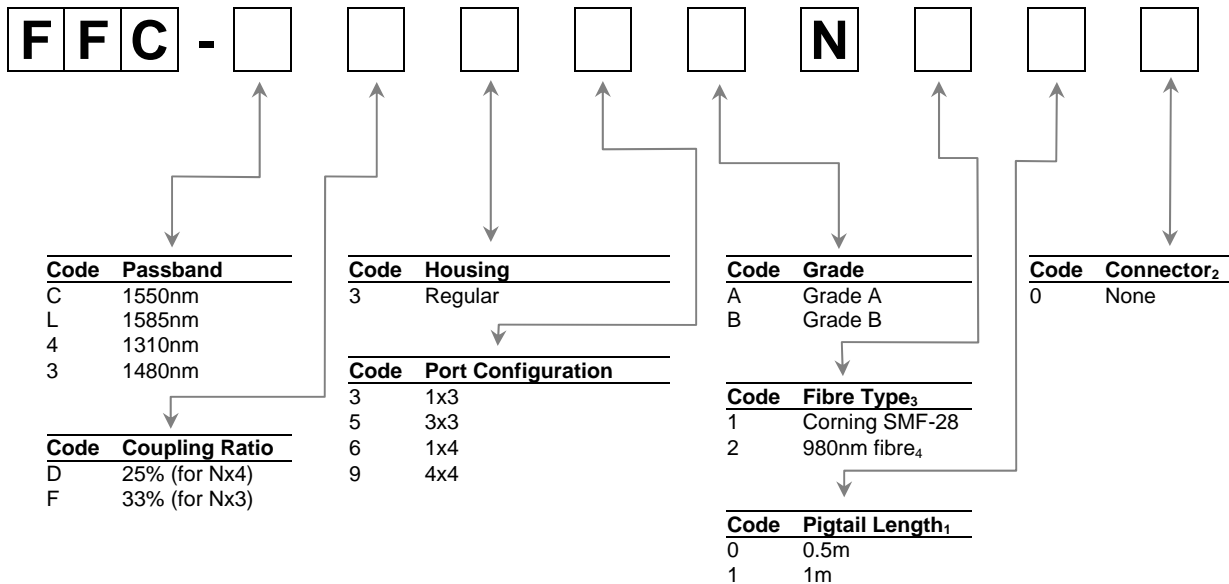 FFC - N
Code Passband
C 1550nm
L 1585nm
4 1310nm
3 1480nm
Code Coupling Ratio
D 25% (for Nx4)
F 33% (for Nx3)
Code Housing
3 Regular
Code Port Configuration
3 1x3
5 3x3
6 1x4
9 4x4
Code Grade
A Grade A
B Grade B
Code Fibre Type3
1 Corning SMF-28
2 980nm fibre4
Code Pigtail Length1
0 0.5m
1 1m
Code Connector2
0 None